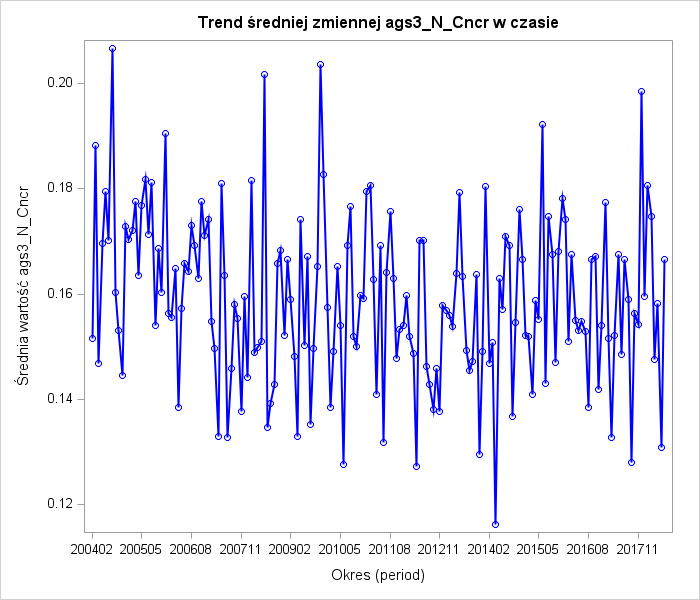 Trend średniej zmiennej ags3_N_Cncr w czasie
Średnia wartość ags3_N_Cncr
0.20
0.18
0.16
0.14
0.12
200402 200505 200608 200711 200902 201005 201108 201211 201402 201505 201608 201711
Okres (period)